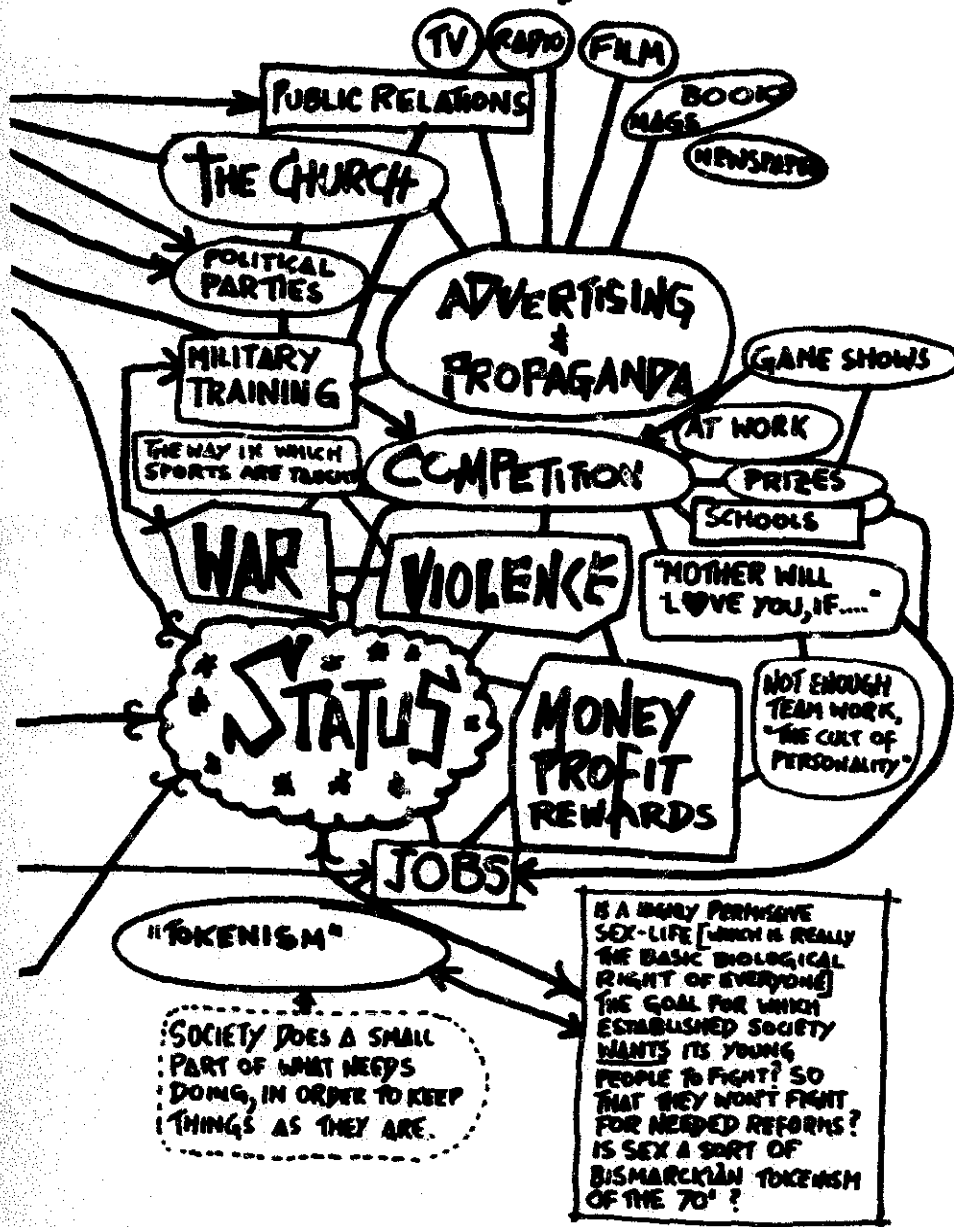 TV
RADIO
FILM
BOOKS
MAGS
NEWSPAPER
PUBLIC RELATIONS
THE CHURCH
POLITICAL
PARTIES
ADVERTISING
&
PROPAGANDA
MILITARY
TRAINING
GAME SHOWS
AT WORK
THE WAY IN WHICH
SPORTS ARE TAUGHT
COMPETITION
PRIZES
SCHOOLS
WAR
VIOLENCE
"MOTHER WILL
L♥VE YOU, IF...."
STATUS
MONEY
PROFIT
REWARDS
NOT ENOUGH
TEAM WORK,
"THE CULT OF
PERSONALITY"
JOBS
"TOKENISM"
SOCIETY DOES A SMALL
PART OF WHAT NEEDS
DOING, IN ORDER TO KEEP
THINGS AS THEY ARE.
IS A HIGHLY PERMISSIVE
SEX-LIFE [WHICH IS REALLY
THE BASIC BIOLOGICAL
RIGHT OF EVERYONE]
THE GOAL FOR WHICH
ESTABLISHED SOCIETY
WANTS ITS YOUNG
PEOPLE TO FIGHT? SO
THAT THEY WON'T FIGHT
FOR NEEDED REFORMS?
IS SEX A SORT OF
BISMARCKIAN TOKENISM
OF THE 70' ?